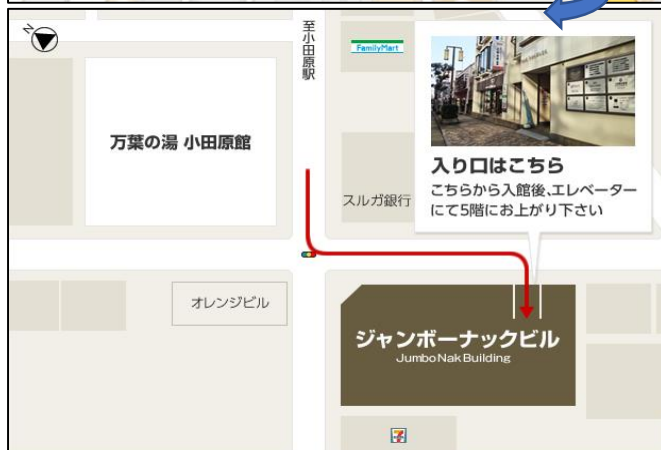 N
至小田原駅
FamilyMart
万葉の湯 小田原館
スルガ銀行
入り口はこちら
こちらから入館後、エレベーター
にて5階にお上がり下さい
オレンジビル
ジャンボーナックビル
Jumbo Nak Building
7